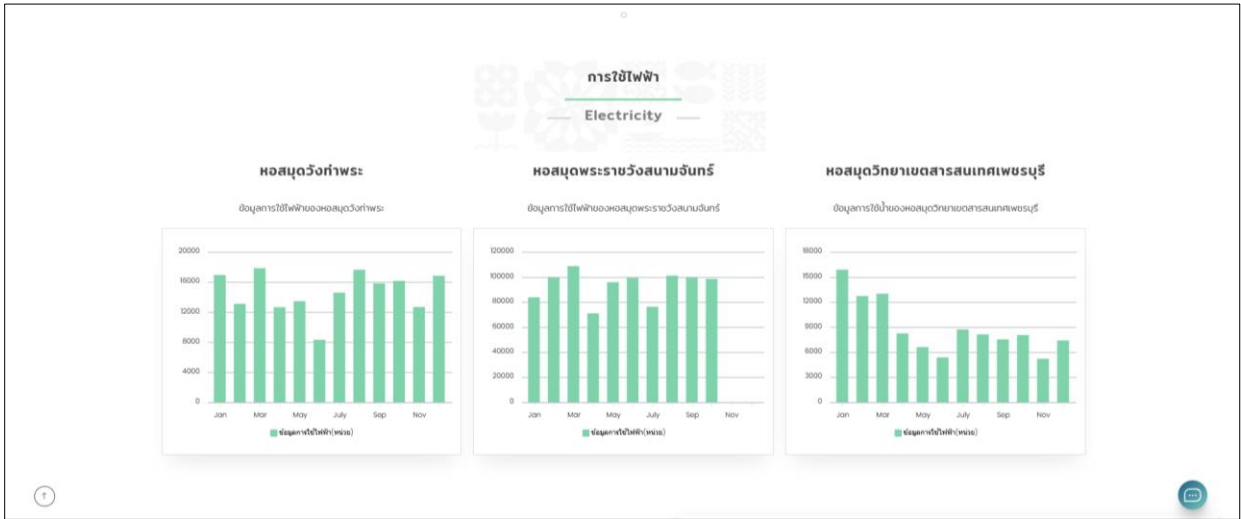 การใช้ไฟฟ้า
Electricity
หอสมุดวังท่าพระ
ข้อมูลการใช้ไฟฟ้าของหอสมุดวังท่าพระ
20000
16000
12000
8000
4000
0
Jan Mar May July Sep Nov
ข้อมูลการใช้ไฟฟ้า(หน่วย)
หอสมุดพระราชวังสนามจันทร์
ข้อมูลการใช้ไฟฟ้าของหอสมุดพระราชวังสนามจันทร์
120000
100000
80000
60000
40000
20000
0
Jan Mar May July Sep Nov
ข้อมูลการใช้ไฟฟ้า(หน่วย)
หอสมุดวิทยาเขตสารสนเทศเพชรบุรี
ข้อมูลการใช้น้ำของหอสมุดวิทยาเขตสารสนเทศเพชรบุรี
18000
15000
12000
9000
6000
3000
0
Jan Mar May July Sep Nov
ข้อมูลการใช้ไฟฟ้า(หน่วย)